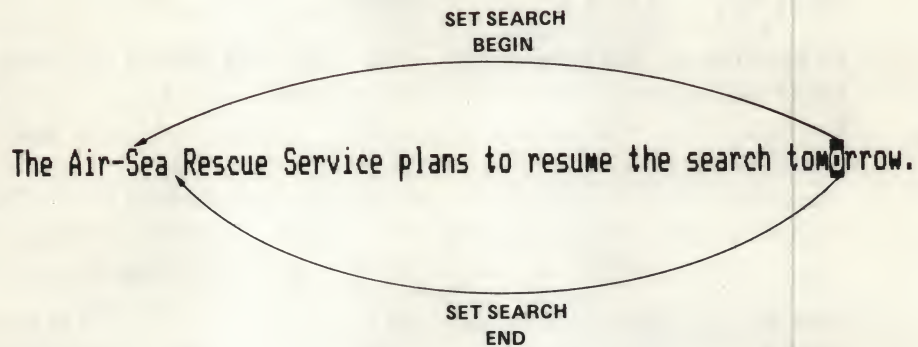 SET SEARCH
BEGIN
The Air-Sea Rescue Service plans to resume the search tomorrow.
SET SEARCH
END